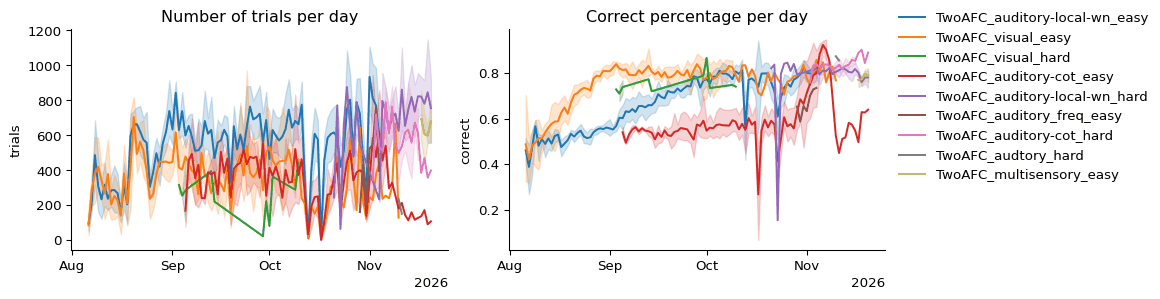 Number of trials per day
trials
1200
1000
800
600
400
200
0
Aug
Sep
Oct
Nov
2026
Correct percentage per day
correct
0.8
0.6
0.4
0.2
Aug
Sep
Oct
Nov
2026
TwoAFC_auditory-local-wn_easy
TwoAFC_visual_easy
TwoAFC_visual_hard
TwoAFC_auditory-cot_easy
TwoAFC_auditory-local-wn_hard
TwoAFC_auditory_freq_easy
TwoAFC_auditory-cot_hard
TwoAFC_audtory_hard
TwoAFC_multisensory_easy